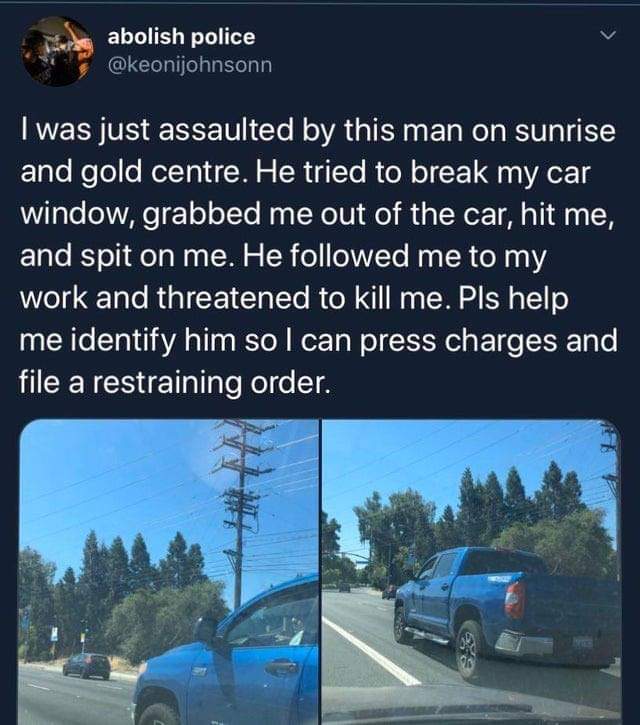 abolish police
@keonijohnsonn
I was just assaulted by this man on sunrise
and gold centre. He tried to break my car
window, grabbed me out of the car, hit me,
and spit on me. He followed me to my
work and threatened to kill me. Pls help
me identify him so I can press charges and
file a restraining order.